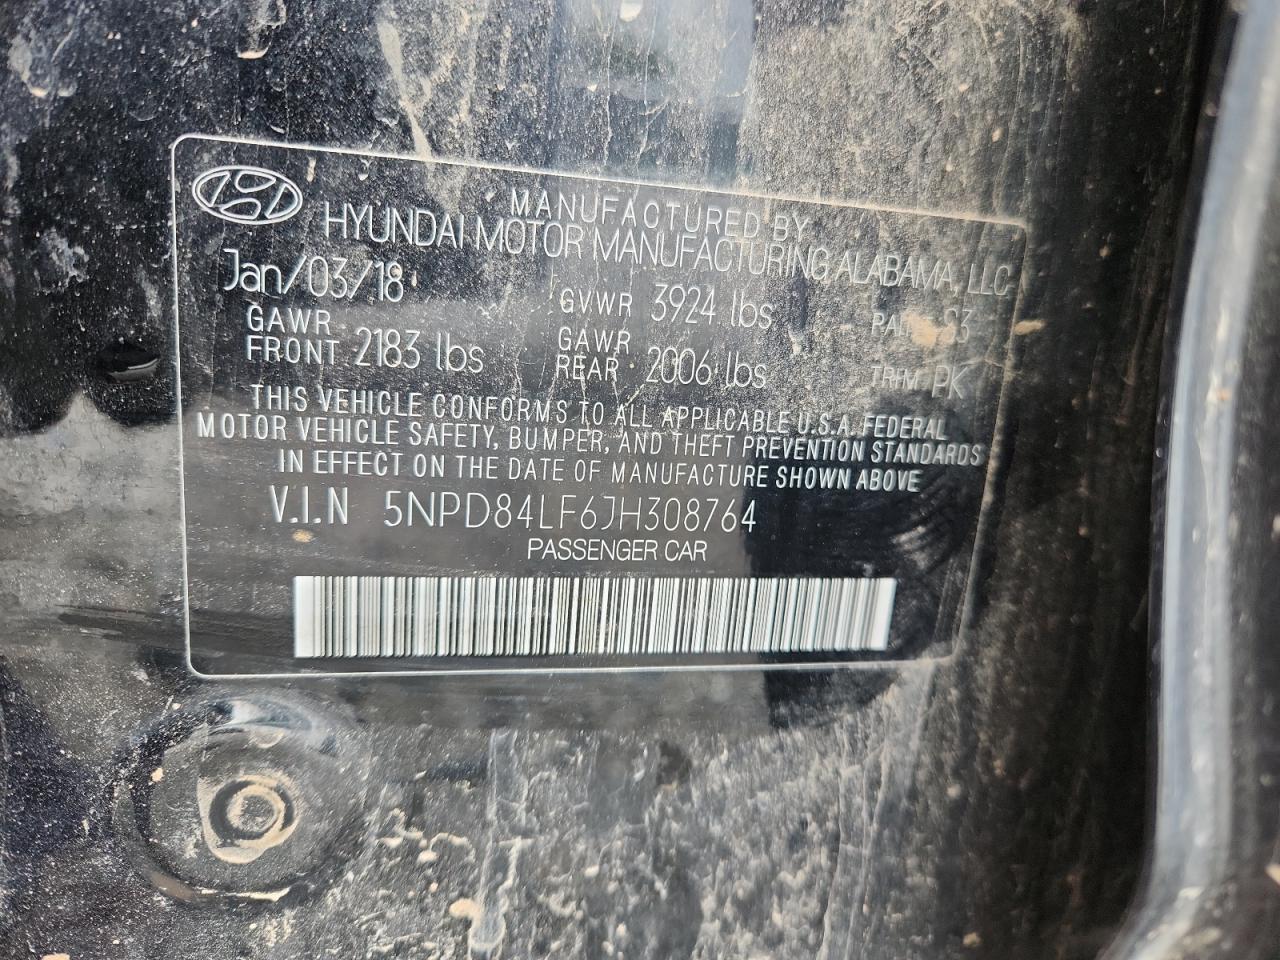 MANUFACTURED BY
HYUNDAI MOTOR MANUFACTURING ALABAMA, LLC
Jan/03/18 GVWR 3924 lbs
GAWR FRONT 2183 lbs GAWR REAR 2006 lbs TRIM PK
THIS VEHICLE CONFORMS TO ALL APPLICABLE U.S.A. FEDERAL
MOTOR VEHICLE SAFETY, BUMPER, AND THEFT PREVENTION STANDARDS
IN EFFECT ON THE DATE OF MANUFACTURE SHOWN ABOVE
V.I.N 5NPD84LF6JH308764
PASSENGER CAR